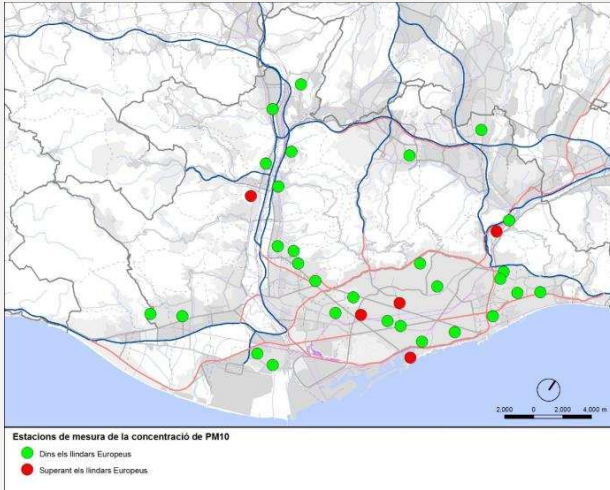 2.000 0 2.000 4.000 m
Estacions de mesura de la concentració de PM10
Dins els llindars Europeus
Superant els llindars Europeus